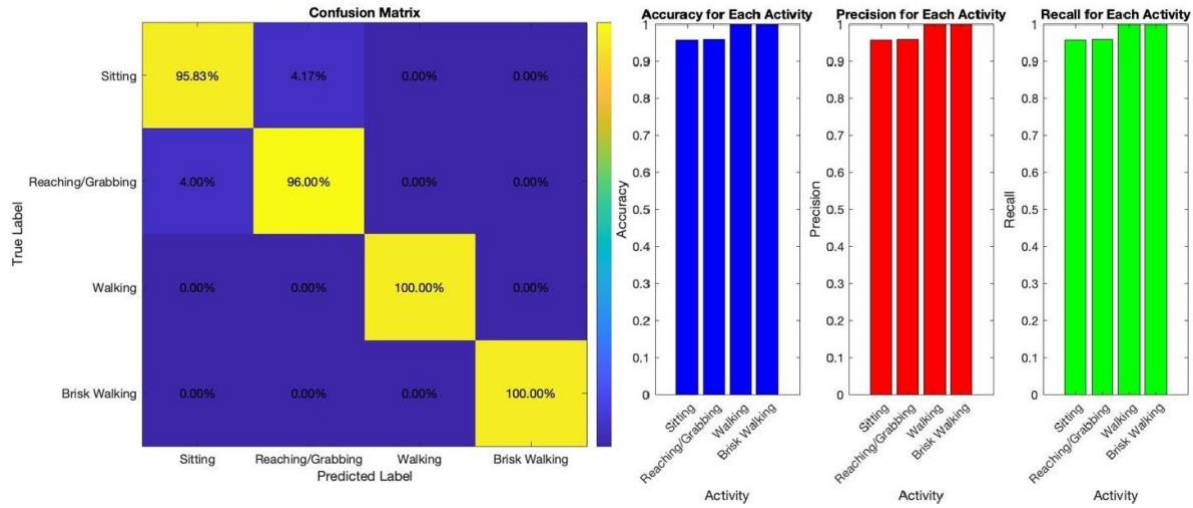 Confusion Matrix
True Label
Sitting
95.83% 4.17% 0.00% 0.00%
Reaching/Grabbing
4.00% 96.00% 0.00% 0.00%
Walking
0.00% 0.00% 100.00% 0.00%
Brisk Walking
0.00% 0.00% 0.00% 100.00%
Sitting Reaching/Grabbing Walking Brisk Walking
Predicted Label
Accuracy for Each Activity
Accuracy
1
0.9
0.8
0.7
0.6
0.5
0.4
0.3
0.2
0.1
0
Sitting
Reaching/Grabbing
Walking
Brisk Walking
Activity
Precision for Each Activity
Precision
1
0.9
0.8
0.7
0.6
0.5
0.4
0.3
0.2
0.1
0
Sitting
Reaching/Grabbing
Walking
Brisk Walking
Activity
Recall for Each Activity
Recall
1
0.9
0.8
0.7
0.6
0.5
0.4
0.3
0.2
0.1
0
Sitting
Reaching/Grabbing
Walking
Brisk Walking
Activity